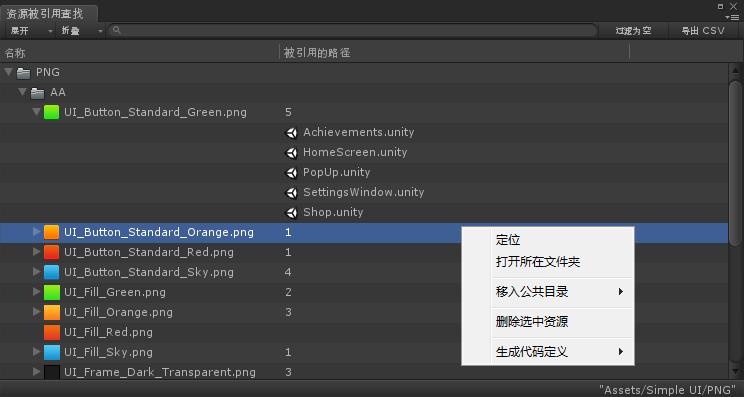 资源被引用查找
展开 折叠 过滤为空 导出 CSV
名称 被引用的路径
PNG
AA
UI_Button_Standard_Green.png 5
Achievements.unity
HomeScreen.unity
PopUp.unity
SettingsWindow.unity
Shop.unity
UI_Button_Standard_Orange.png 1
UI_Button_Standard_Red.png 1
UI_Button_Standard_Sky.png 4
UI_Fill_Green.png 2
UI_Fill_Orange.png 3
UI_Fill_Red.png
UI_Fill_Sky.png 1
UI_Frame_Dark_Transparent.png 3
定位
打开所在文件夹
移入公共目录
删除选中资源
生成代码定义
"Assets/Simple UI/PNG"